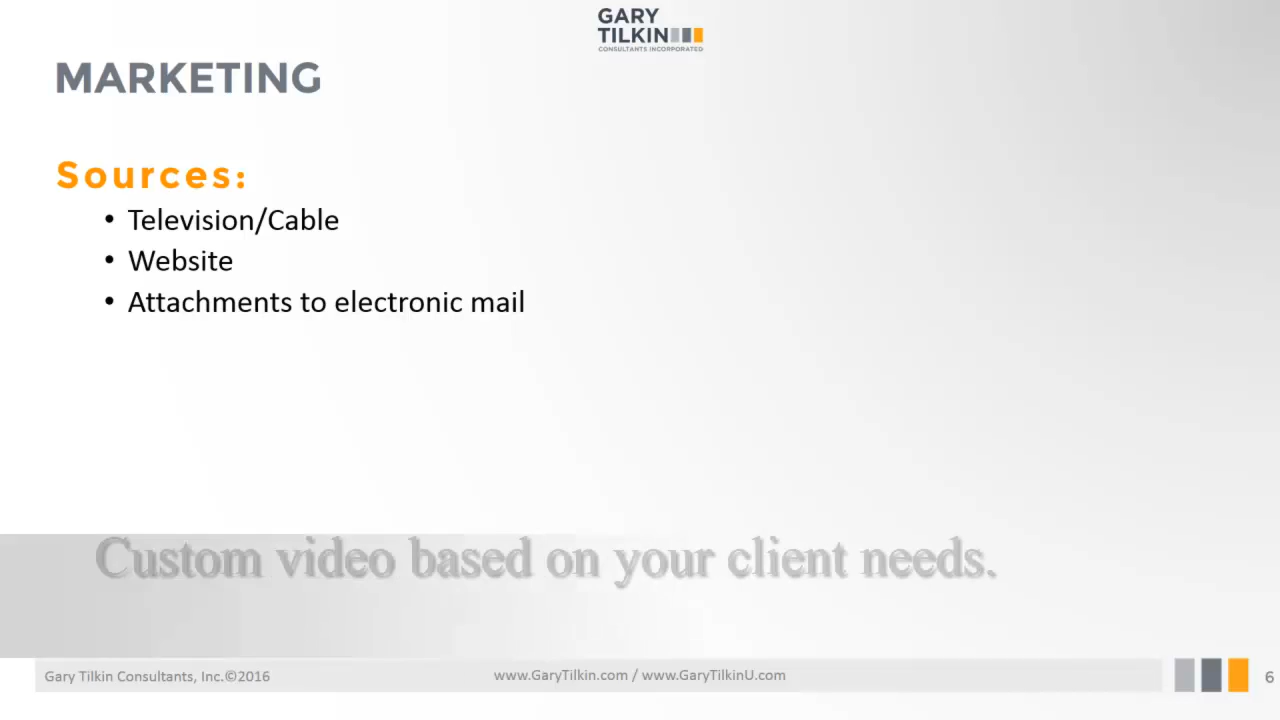 GARY
TILKIN
CONSULTANTS INCORPORATED
MARKETING
Sources:
• Television/Cable
• Website
• Attachments to electronic mail
Custom video based on your client needs.
Gary Tilkin Consultants, Inc.©2016
www.GaryTilkin.com / www.GaryTilkinU.com
6